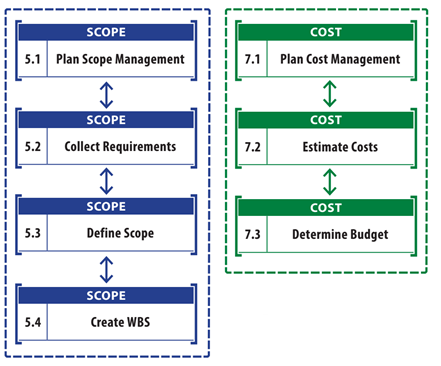 SCOPE
5.1 Plan Scope Management
SCOPE
5.2 Collect Requirements
SCOPE
5.3 Define Scope
SCOPE
5.4 Create WBS
COST
7.1 Plan Cost Management
COST
7.2 Estimate Costs
COST
7.3 Determine Budget